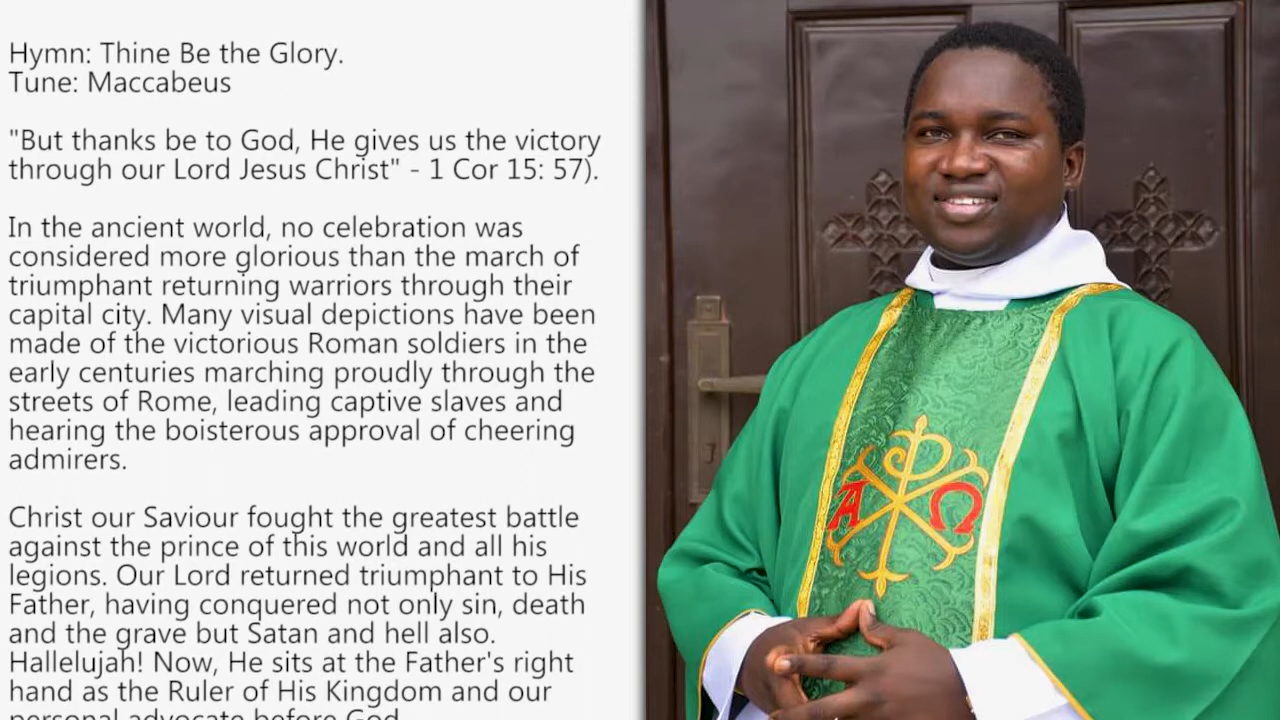 Hymn: Thine Be the Glory.
Tune: Maccabeus
"But thanks be to God, He gives us the victory
through our Lord Jesus Christ" - 1 Cor 15: 57).
In the ancient world, no celebration was
considered more glorious than the march of
triumphant returning warriors through their
capital city. Many visual depictions have been
made of the victorious Roman soldiers in the
early centuries marching proudly through the
streets of Rome, leading captive slaves and
hearing the boisterous approval of cheering
admirers.
Christ our Saviour fought the greatest battle
against the prince of this world and all his
legions. Our Lord returned triumphant to His
Father, having conquered not only sin, death
and the grave but Satan and hell also.
Hallelujah! Now, He sits at the Father's right
hand as the Ruler of His Kingdom and our
personal advocate before God.
Α Ω